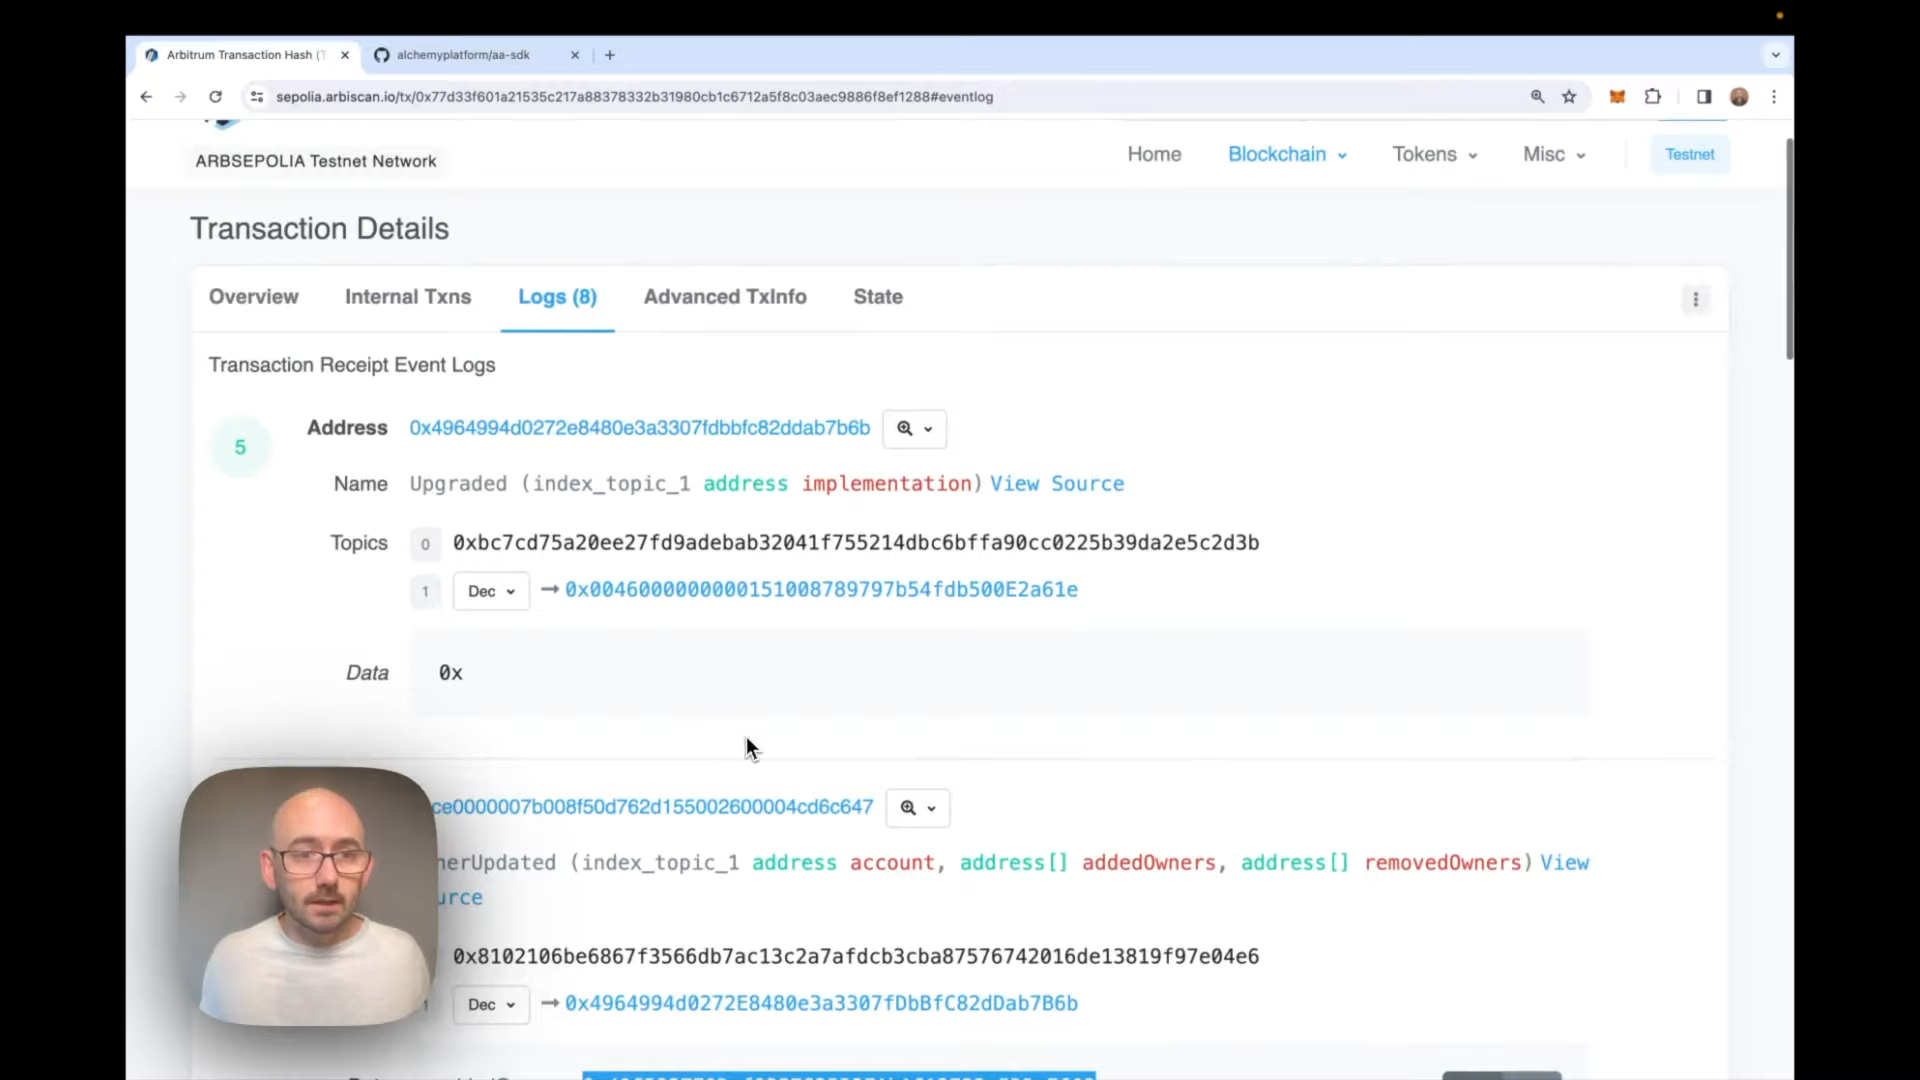 Arbitrum Transaction Hash (T
alchemyplatform/aa-sdk
sepolia.arbiscan.io/tx/0x77d33f601a21535c217a88378332b31980cb1c6712a5f8c03aec9886f8ef1288#eventlog
ARBSEPOLIA Testnet Network
Home Blockchain Tokens Misc Testnet
Transaction Details
Overview Internal Txns Logs (8) Advanced TxInfo State
Transaction Receipt Event Logs
5
Address 0x4964994d0272e8480e3a3307fdbbfc82ddab7b6b
Name Upgraded (index_topic_1 address implementation) View Source
Topics 0 0xbc7cd75a20ee27fd9adebab32041f755214dbc6bffa90cc0225b39da2e5c2d3b
1 Dec → 0x0046000000000151008789797b54fdb500E2a61e
Data 0x
ce0000007b008f50d762d155002600004cd6c647
nerUpdated (index_topic_1 address account, address[] addedOwners, address[] removedOwners) View
urce
0x8102106be6867f3566db7ac13c2a7afdcb3cba87576742016de13819f97e04e6
1 Dec → 0x4964994d0272E8480e3a3307fDbBfC82dDab7B6b